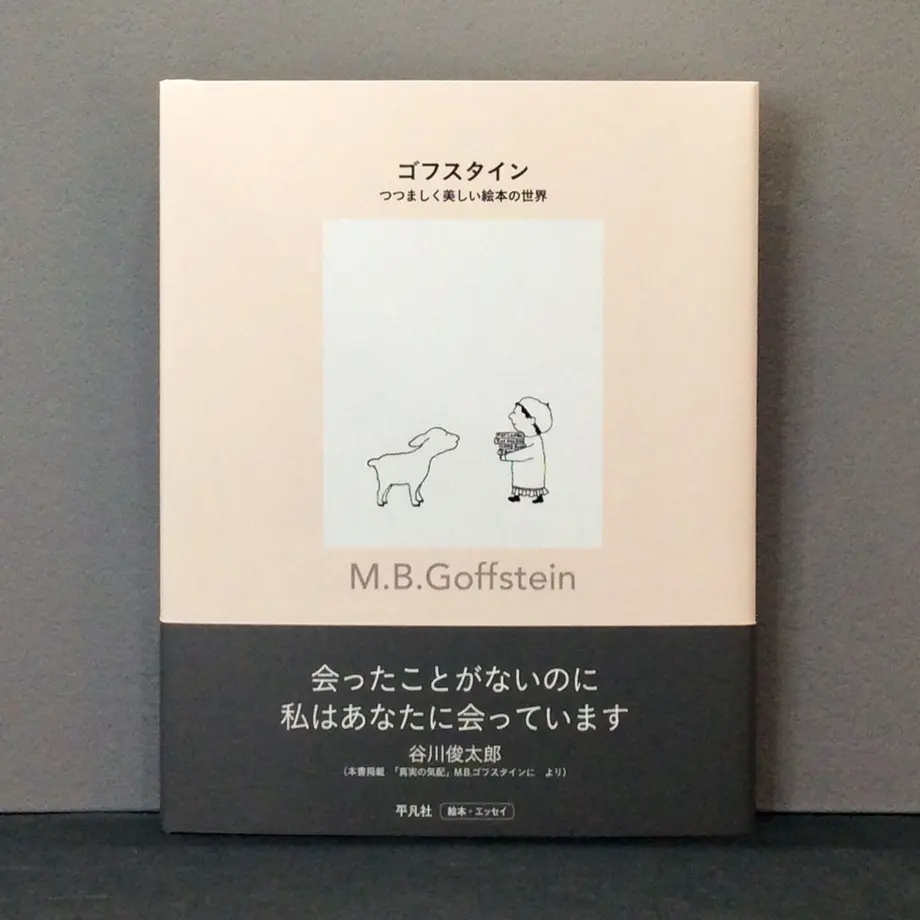 ゴフスタイン
つつましく美しい絵本の世界
M.B.Goffstein
会ったことがないのに
私はあなたに会っています
谷川俊太郎
（本書掲載　「真実の気配」M.B.ゴフスタインに　より）
平凡社　絵本・エッセイ